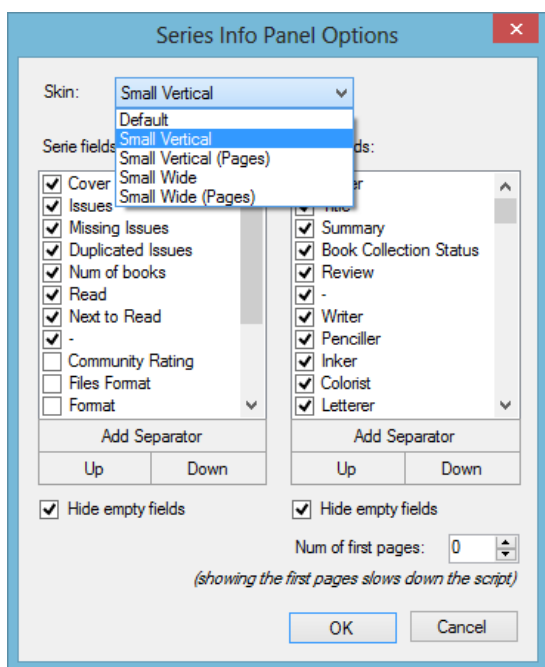 Series Info Panel Options
Skin: Small Vertical
Default
Small Vertical
Small Vertical (Pages)
Small Wide
Small Wide (Pages)
Serie fields
Cover
Issues
Missing Issues
Duplicated Issues
Num of books
Read
Next to Read
-
Community Rating
Files Format
Format
Add Separator
Up Down
Hide empty fields
Summary
Book Collection Status
Review
-
Writer
Penciller
Inker
Colorist
Letterer
Add Separator
Up Down
Hide empty fields
Num of first pages: 0
(showing the first pages slows down the script)
OK Cancel